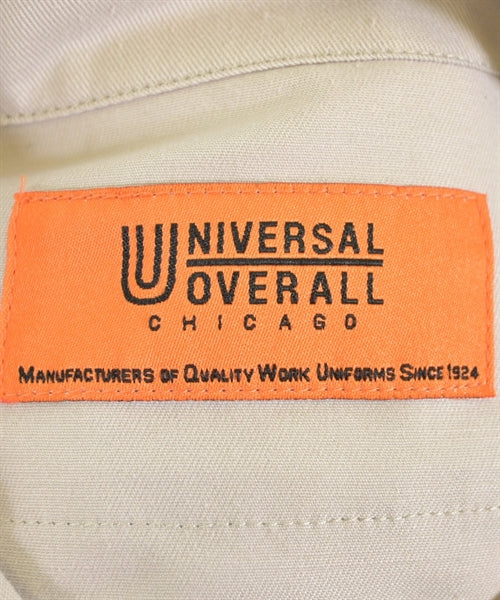 UNIVERSAL
OVERALL
CHICAGO
MANUFACTURERS OF QUALITY WORK UNIFORMS SINCE 1924